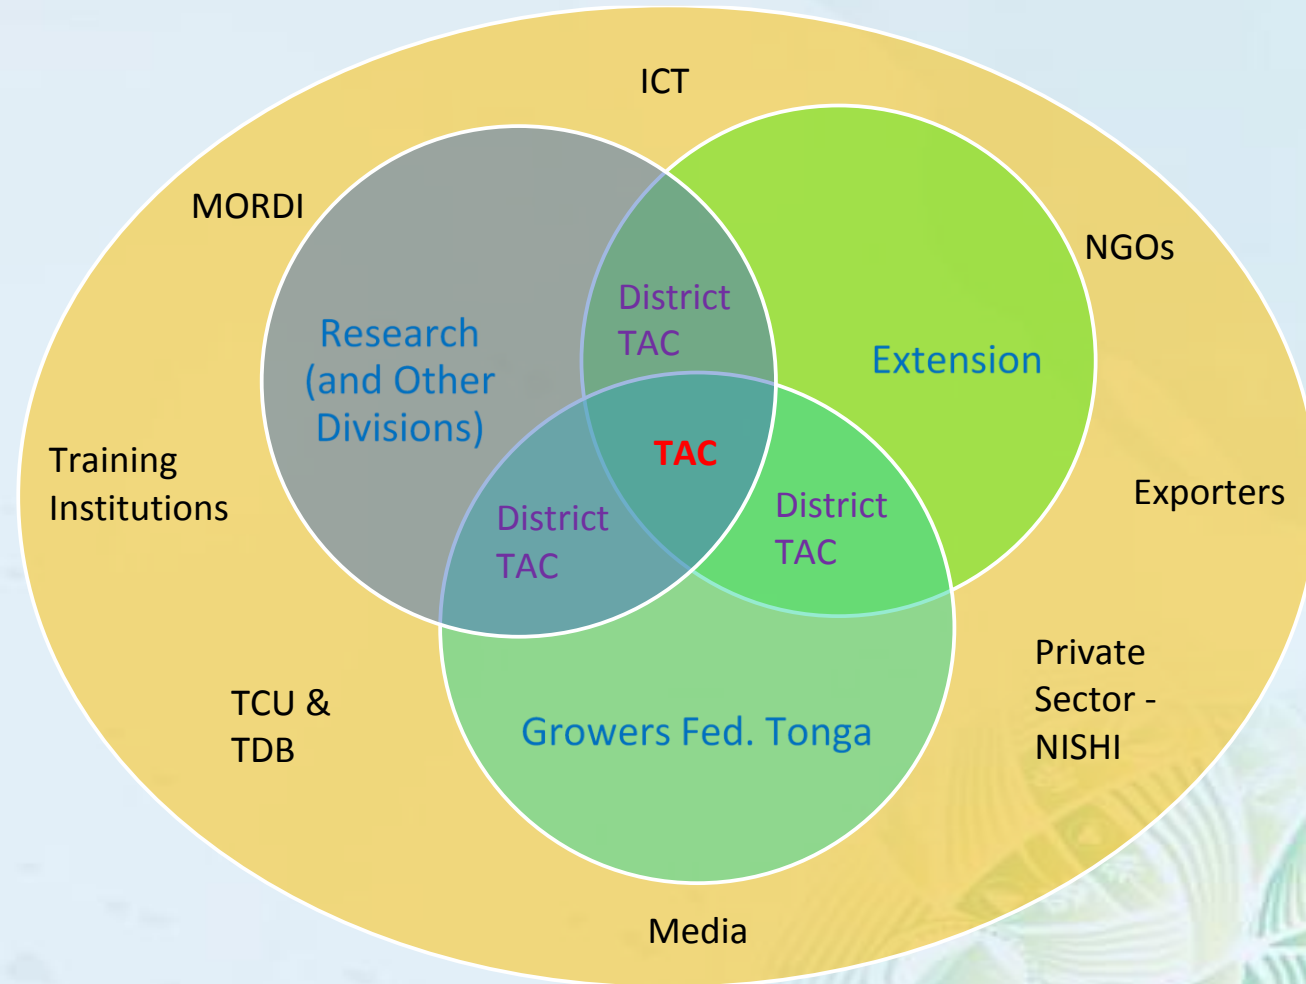 ICT
MORDI
NGOs
District
TAC
Research
(and Other
Divisions)
Extension
TAC
Training
Institutions
Exporters
District
TAC
District
TAC
Private
Sector -
NISHI
TCU &
TDB
Growers Fed. Tonga
Media